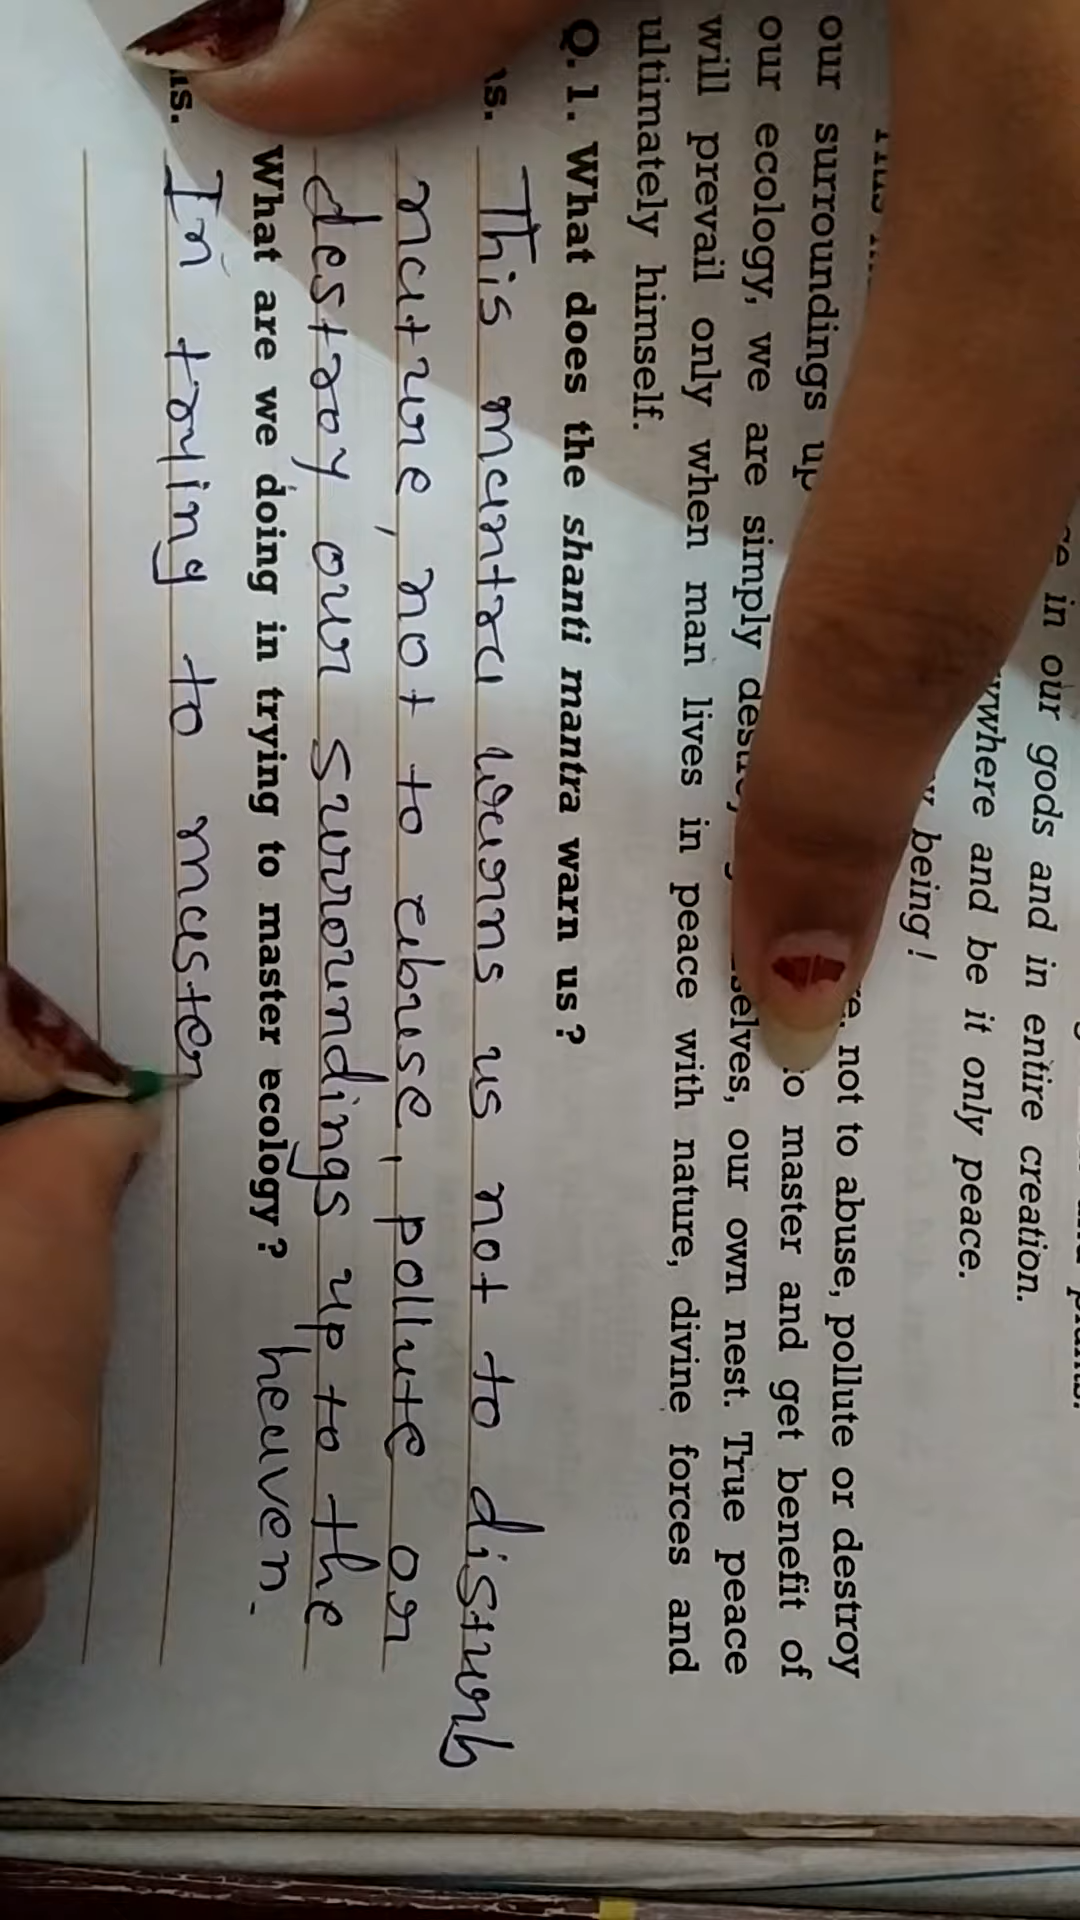 in our gods and in entire creation.
where and be it only peace.
being!
not to abuse, pollute or destroy
our surroundings up to master and get benefit of
our ecology, we are simply selves, our own nest. True peace
will prevail only when man lives in peace with nature, divine forces and
ultimately himself.
Q. 1. What does the shanti mantra warn us?
This mantra warns us not to disturb
nature, not to abuse, pollute or
destroy our surroundings up to the
heaven.
What are we doing in trying to master ecology?
In trying to master